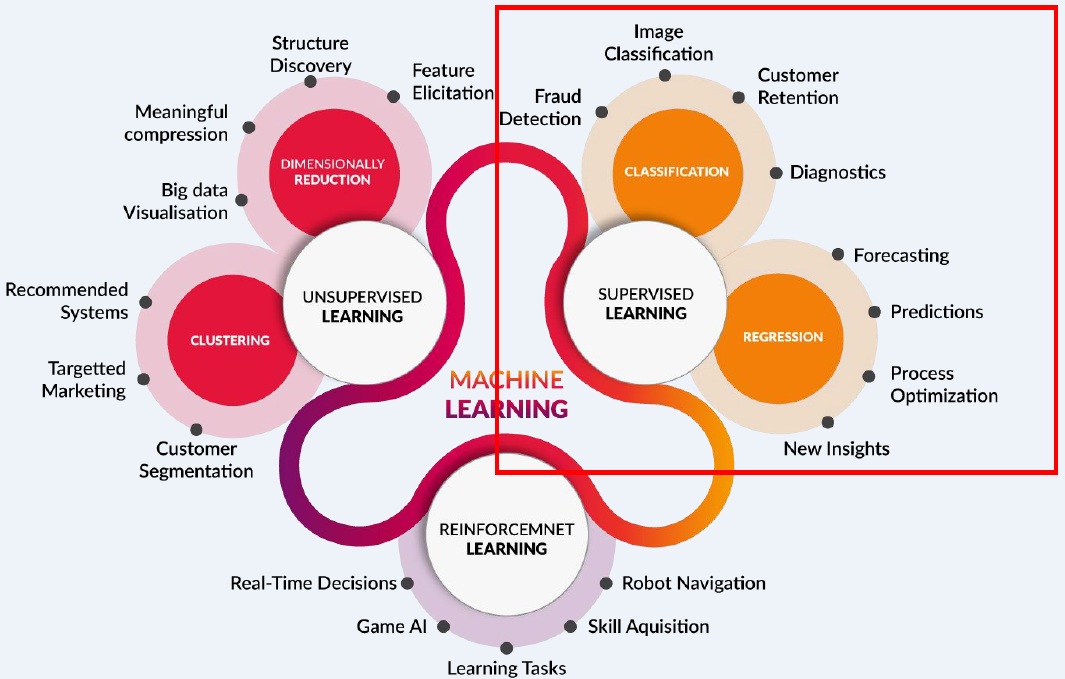 Structure
Discovery
Feature
Elicitation
Meaningful
compression
Big data
Visualisation
DIMENSIONALLY
REDUCTION
Recommended
Systems
Targetted
Marketing
Customer
Segmentation
CLUSTERING
UNSUPERVISED
LEARNING
Image
Classification
Customer
Retention
Fraud
Detection
Diagnostics
CLASSIFICATION
SUPERVISED
LEARNING
Forecasting
Predictions
Process
Optimization
New Insights
REGRESSION
MACHINE
LEARNING
REINFORCEMNET
LEARNING
Real-Time Decisions
Game AI
Learning Tasks
Skill Aquisition
Robot Navigation